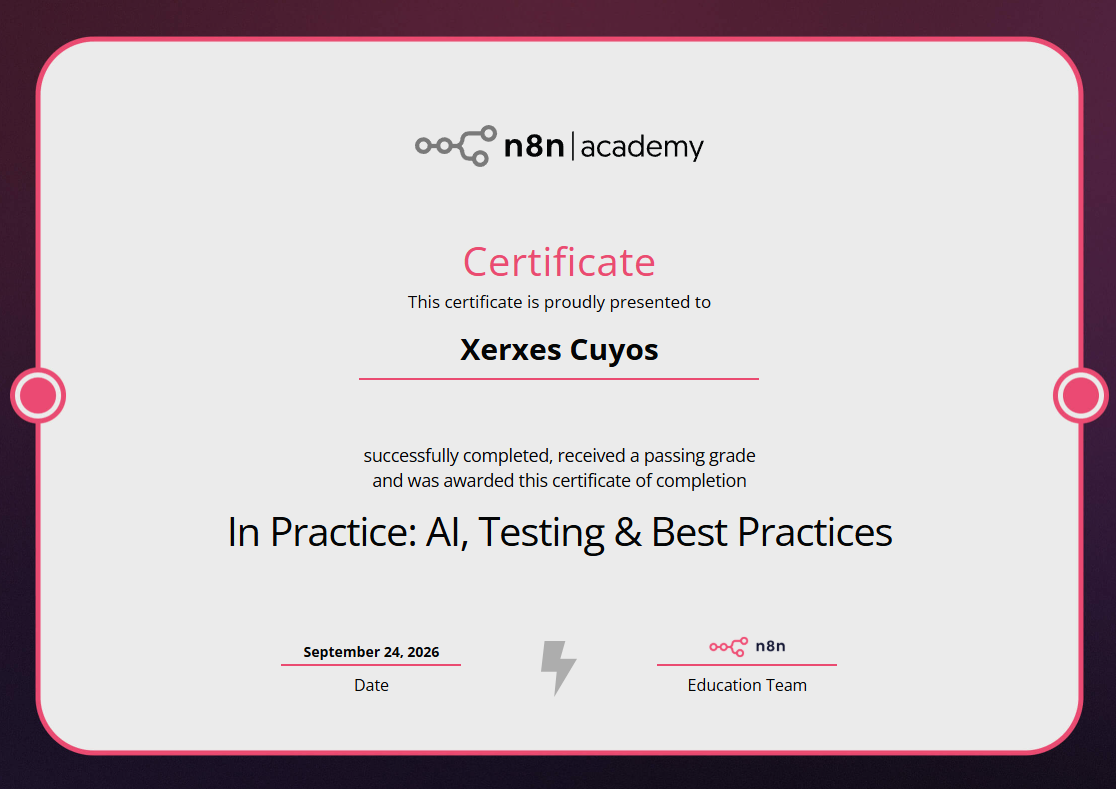 n8n|academy
Certificate
This certificate is proudly presented to
Xerxes Cuyos
successfully completed, received a passing grade
and was awarded this certificate of completion
In Practice: AI, Testing & Best Practices
September 24, 2026
n8n
Date
Education Team